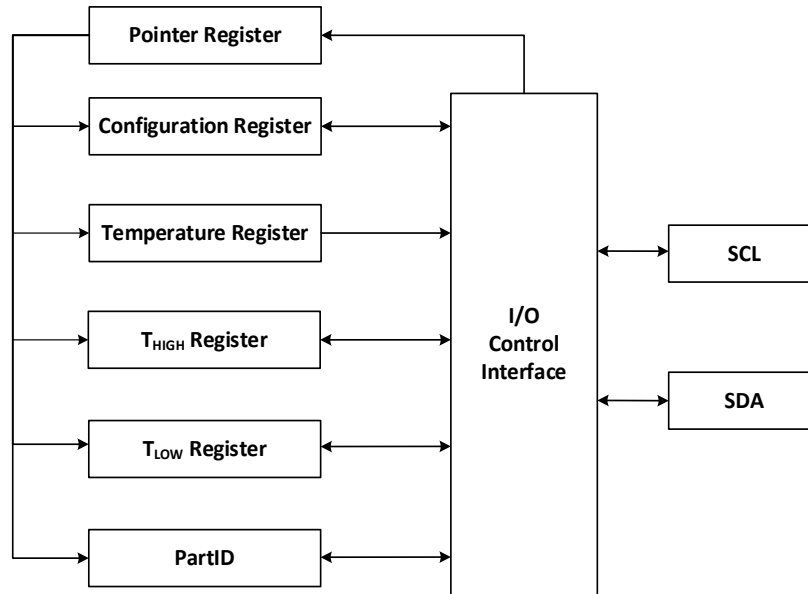 Pointer Register
Configuration Register
Temperature Register
THIGH Register
TLOW Register
PartID
I/O
Control
Interface
SCL
SDA